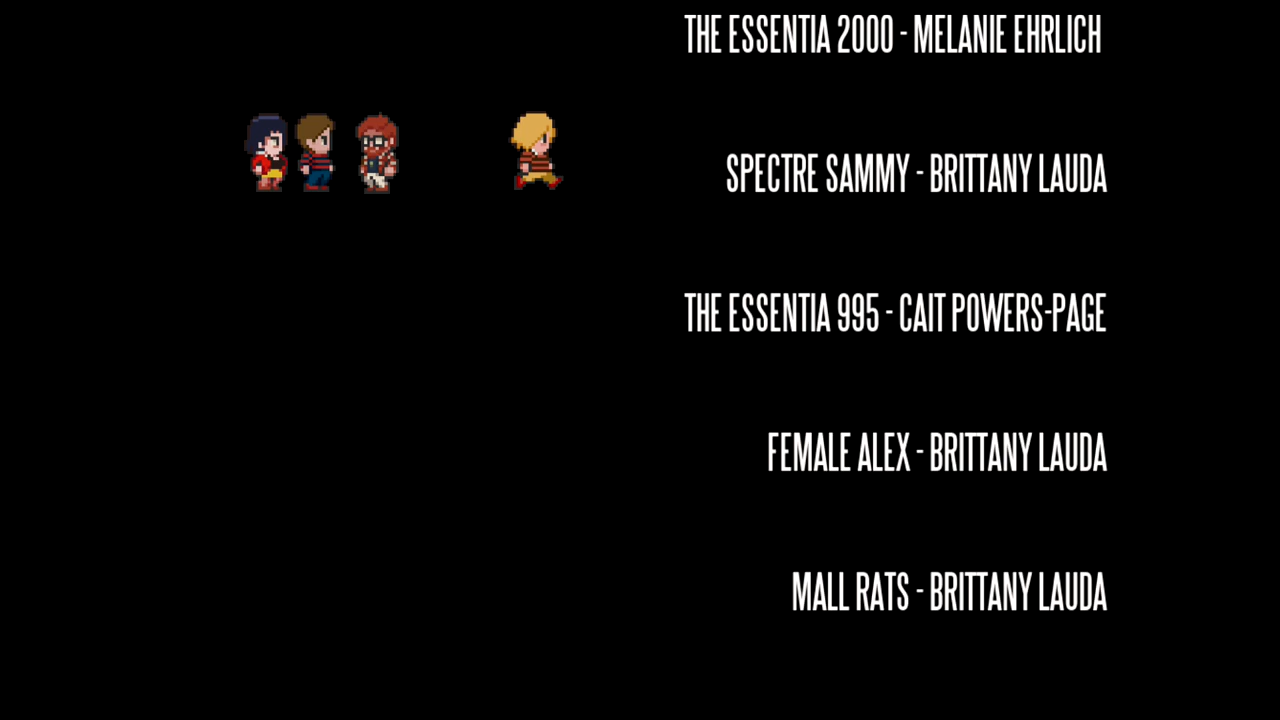 THE ESSENTIA 2000 - MELANIE EHRLICH
SPECTRE SAMMY - BRITTANY LAUDA
THE ESSENTIA 995 - CAIT POWERS-PAGE
FEMALE ALEX - BRITTANY LAUDA
MALL RATS - BRITTANY LAUDA